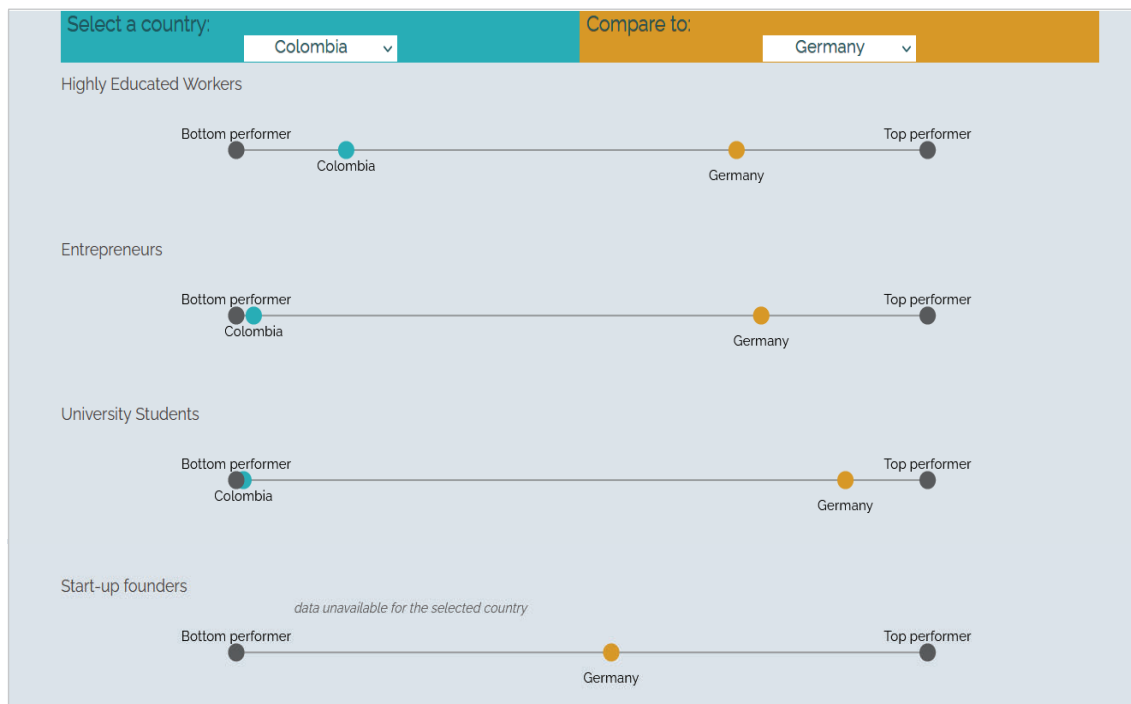 Select a country:
Compare to:
Colombia
Germany
Highly Educated Workers
Bottom performer
Top performer
Colombia
Germany
Entrepreneurs
Bottom performer
Top performer
Colombia
Germany
University Students
Bottom performer
Top performer
Colombia
Germany
Start-up founders
data unavailable for the selected country
Bottom performer
Top performer
Germany